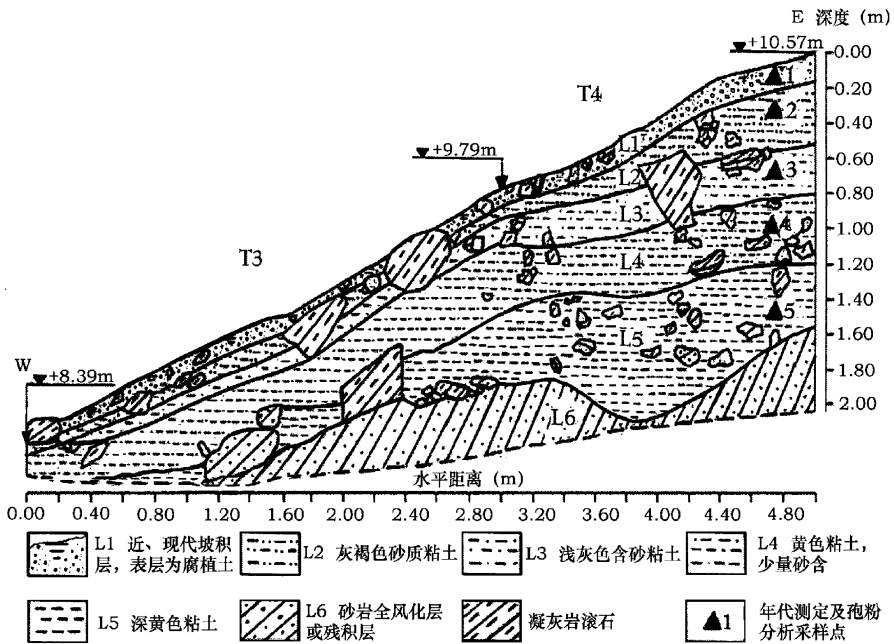 E 深度 (m)
+10.57m
0.00
1
0.20
T4
2
0.40
L1
+9.79m
0.60
L2
3
0.80
L3
4
1.00
T3
L4
1.20
1.40
5
L5
1.60
W
1.80
+8.39m
2.00
L6
水平距离 (m)
0.00 0.40 1.20 1.60 2.00 2.40 2.80 3.20 3.60 4.00 4.40 4.80
L1 近、现代坡积层，表层为腐植土
L2 灰褐色砂质粘土
L3 浅灰色含砂粘土
L4 黄色粘土，少量砂含
L5 深黄色粘土
L6 砂岩全风化层或残积层
凝灰岩滚石
1 年代测定及孢粉分析采样点